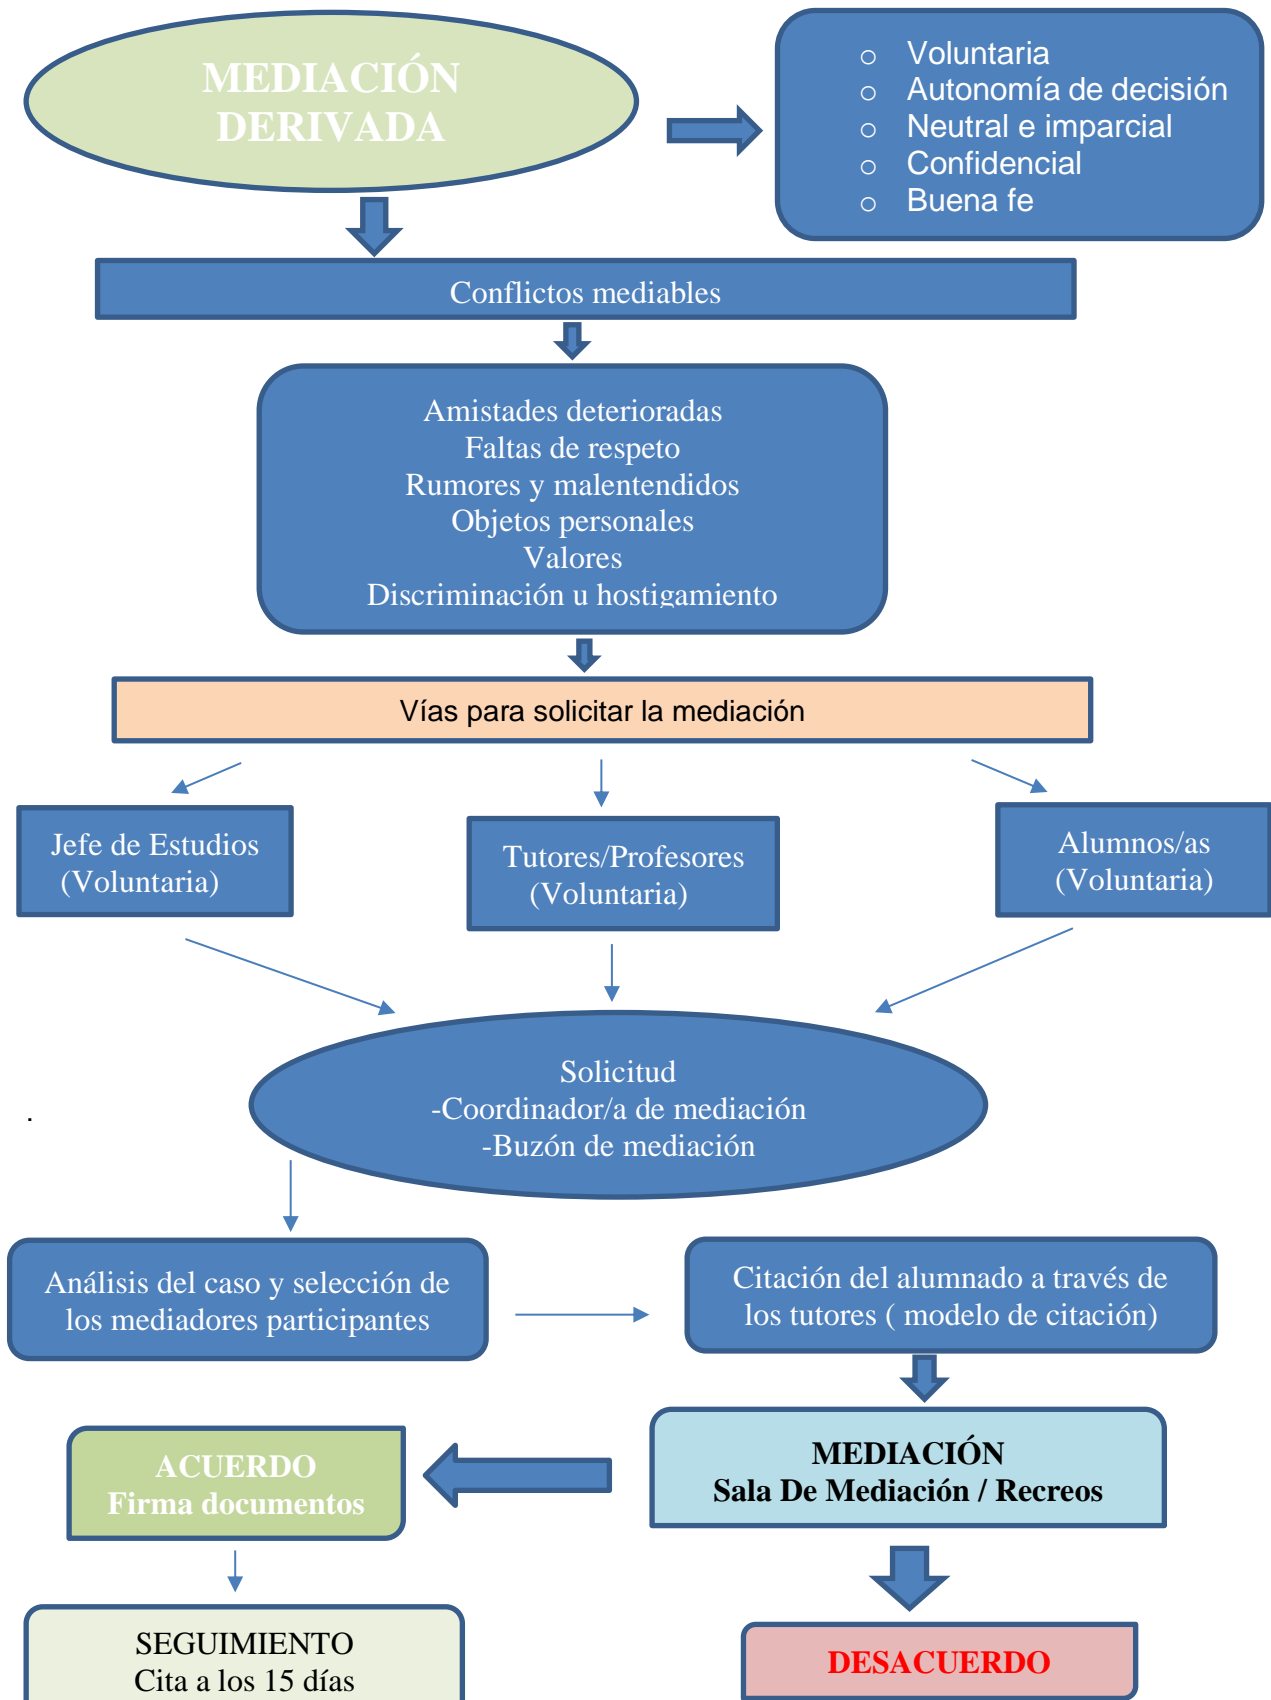 MEDIACIÓN
DERIVADA
o Voluntaria
o Autonomía de decisión
o Neutral e imparcial
o Confidencial
o Buena fe
Conflictos mediables
Amistades deterioradas
Faltas de respeto
Rumores y malentendidos
Objetos personales
Valores
Discriminación u hostigamiento
Vías para solicitar la mediación
Jefe de Estudios
(Voluntaria)
Tutores/Profesores
(Voluntaria)
Alumnos/as
(Voluntaria)
Solicitud
-Coordinador/a de mediación
-Buzón de mediación
.
Análisis del caso y selección de
los mediadores participantes
Citación del alumnado a través de
los tutores ( modelo de citación)
MEDIACIÓN
Sala De Mediación / Recreos
ACUERDO
Firma documentos
SEGUIMIENTO
Cita a los 15 días
DESACUERDO